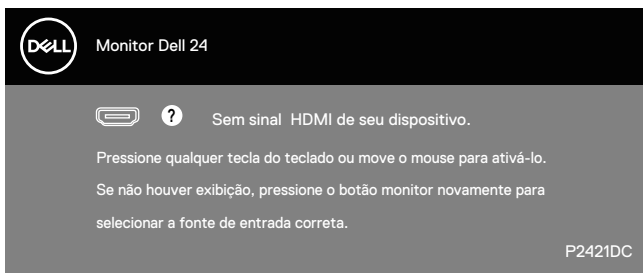 DELL
Monitor Dell 24
? Sem sinal HDMI de seu dispositivo.
Pressione qualquer tecla do teclado ou move o mouse para ativá-lo.
Se não houver exibição, pressione o botão monitor novamente para
selecionar a fonte de entrada correta.
P2421DC